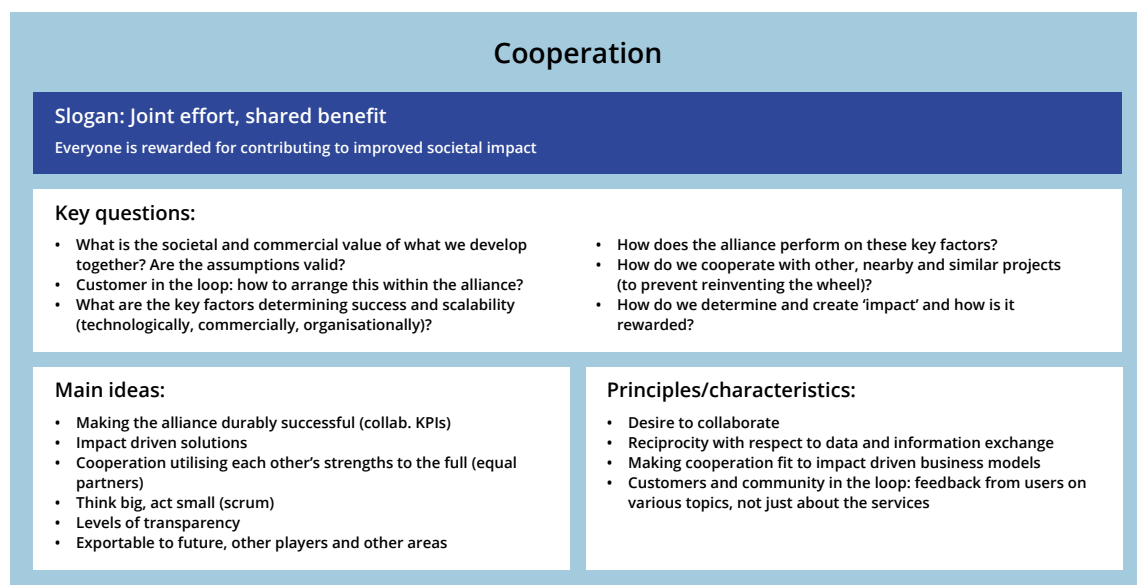 Cooperation
Slogan: Joint effort, shared benefit
Everyone is rewarded for contributing to improved societal impact
Key questions:
• What is the societal and commercial value of what we develop
together? Are the assumptions valid?
• Customer in the loop: how to arrange this within the alliance?
• What are the key factors determining success and scalability
(technologically, commercially, organisationally)?
• How does the alliance perform on these key factors?
• How do we cooperate with other, nearby and similar projects
(to prevent reinventing the wheel)?
• How do we determine and create ‘impact’ and how is it
rewarded?
Main ideas:
• Making the alliance durably successful (collab. KPIs)
• Impact driven solutions
• Cooperation utilising each other’s strengths to the full (equal
partners)
• Think big, act small (scrum)
• Levels of transparency
• Exportable to future, other players and other areas
Principles/characteristics:
• Desire to collaborate
• Reciprocity with respect to data and information exchange
• Making cooperation fit to impact driven business models
• Customers and community in the loop: feedback from users on
various topics, not just about the services